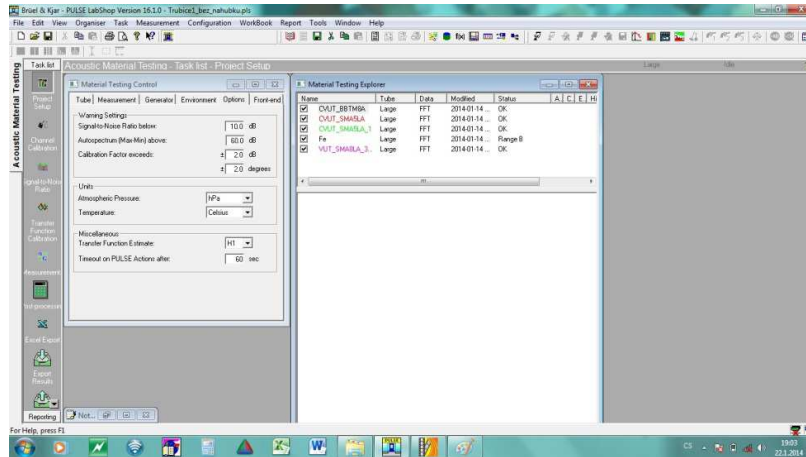 Brüel & Kjær - PULSE LabShop Version 16.1.0 - Trubice1_bez_nahubku.pls
File Edit View Organiser Task Measurement Configuration WorkBook Report Tools Window Help
Task list
Acoustic Material Testing - Task list - Project Setup
Large
Idle
Acoustic Material Testing
Project Setup
Channel Calibration
Signal-to-Noise Ratio
Transfer Function Calibration
Measurement
Post-processing
Excel Export
Export Results
Reporting
Material Testing Control
Tube Measurement Generator Environment Options Front-end
Warning Settings
Signal-to-Noise Ratio below: 10.0 dB
Autospectrum (Max-Min) above: 60.0 dB
Calibration Factor exceeds: ± 2.0 dB
± 2.0 degrees
Units
Atmospheric Pressure: hPa
Temperature: Celsius
Miscellaneous
Transfer Function Estimate: H1
Timeout on PULSE Actions after: 60 sec
Material Testing Explorer
Name Tube Data Modified Status A C E Hi
CVUT_BBTM8A Large FFT 2014-01-14 ... OK
CVUT_SMA5LA Large FFT 2014-01-14 ... OK
CVUT_SMA8LA_1 Large FFT 2014-01-14 ... OK
Fe Large FFT 2014-01-14 ... Range B
VUT_SMA8LA_3.. Large FFT 2014-01-14 ... OK
Net...
For Help, press F1
CS
19:03
22.1.2014